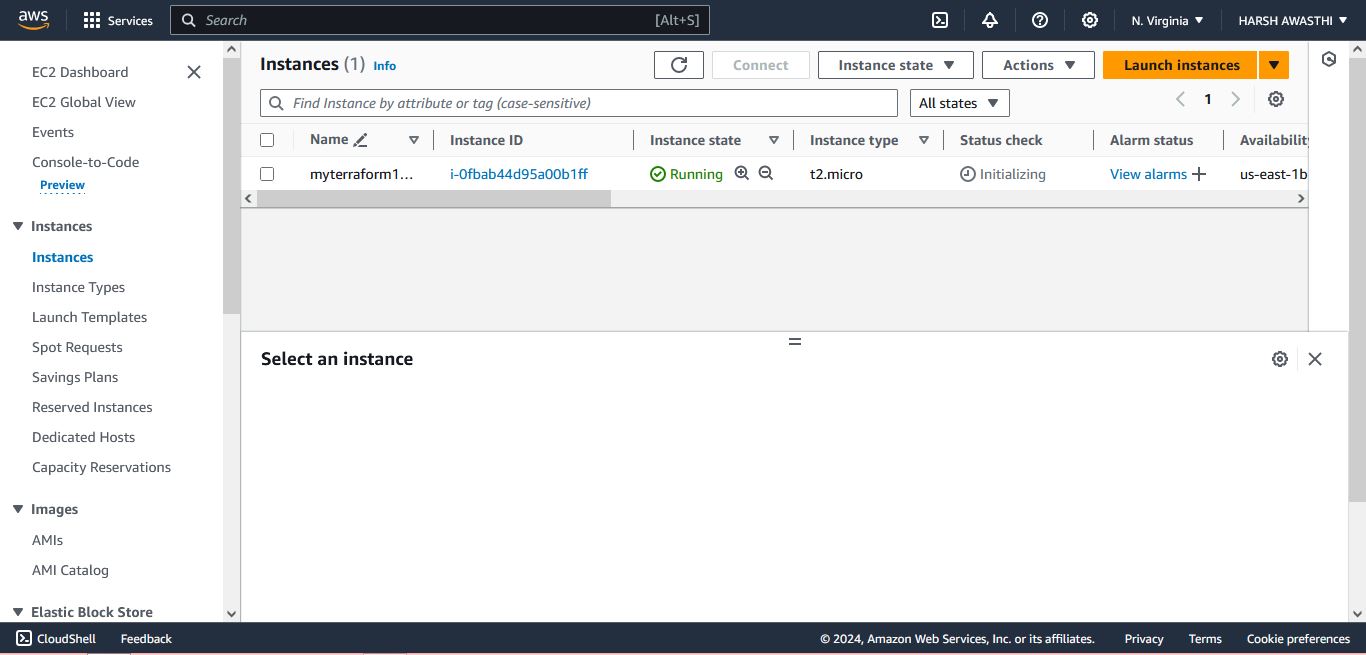 aws Services Search [Alt+S] N. Virginia HARSH AWASTHI
EC2 Dashboard
EC2 Global View
Events
Console-to-Code
Preview
Instances
Instances
Instance Types
Launch Templates
Spot Requests
Savings Plans
Reserved Instances
Dedicated Hosts
Capacity Reservations
Images
AMIs
AMI Catalog
Elastic Block Store
Instances (1) Info Connect Instance state Actions Launch instances
Find Instance by attribute or tag (case-sensitive) All states 1
Name Instance ID Instance state Instance type Status check Alarm status Availability
myterraform1... i-0fbab44d95a00b1ff Running t2.micro Initializing View alarms us-east-1b
Select an instance
CloudShell Feedback © 2024, Amazon Web Services, Inc. or its affiliates. Privacy Terms Cookie preferences